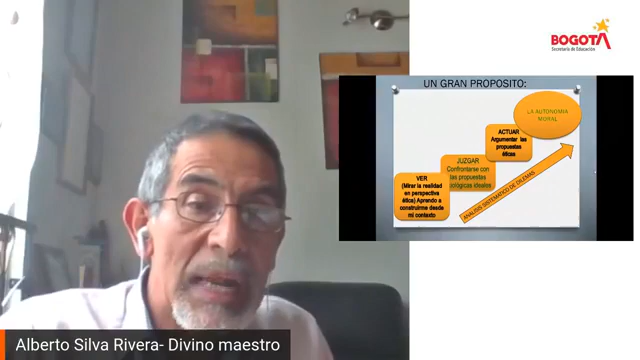 BOGOTÁ
Secretaría de Educación
UN GRAN PROPOSITO:
LA AUTONOMIA
MORAL
ACTUAR
Argumentar las
propuestas
éticas
JUZGAR
Confrontarse con
las propuestas
ideales
VER
(Mirar la realidad
en perspectiva
ética) Aprendo a
construirme desde
mi contexto
ANALISIS SISTEMATICO DE DILEMAS
Alberto Silva Rivera- Divino maestro